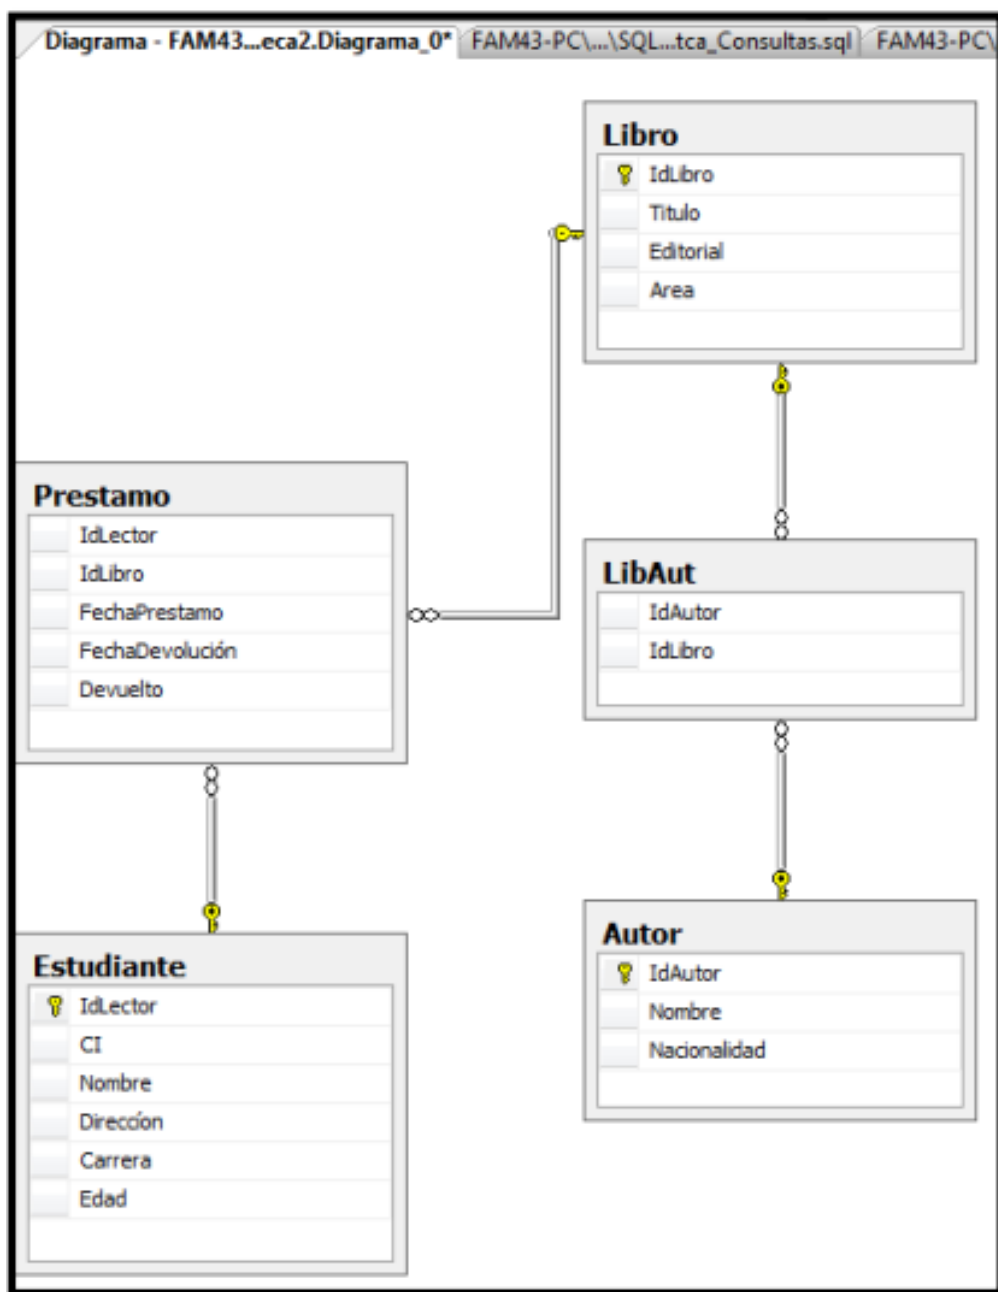 Diagrama - FAM43...eca2.Diagrama_0* FAM43-PC\...\SQL...tca_Consultas.sql FAM43-PC\
Libro
IdLibro
Titulo
Editorial
Area
Prestamo
IdLector
IdLibro
FechaPrestamo
FechaDevolución
Devuelto
LibAut
IdAutor
IdLibro
Estudiante
IdLector
CI
Nombre
Direccíon
Carrera
Edad
Autor
IdAutor
Nombre
Nacionalidad